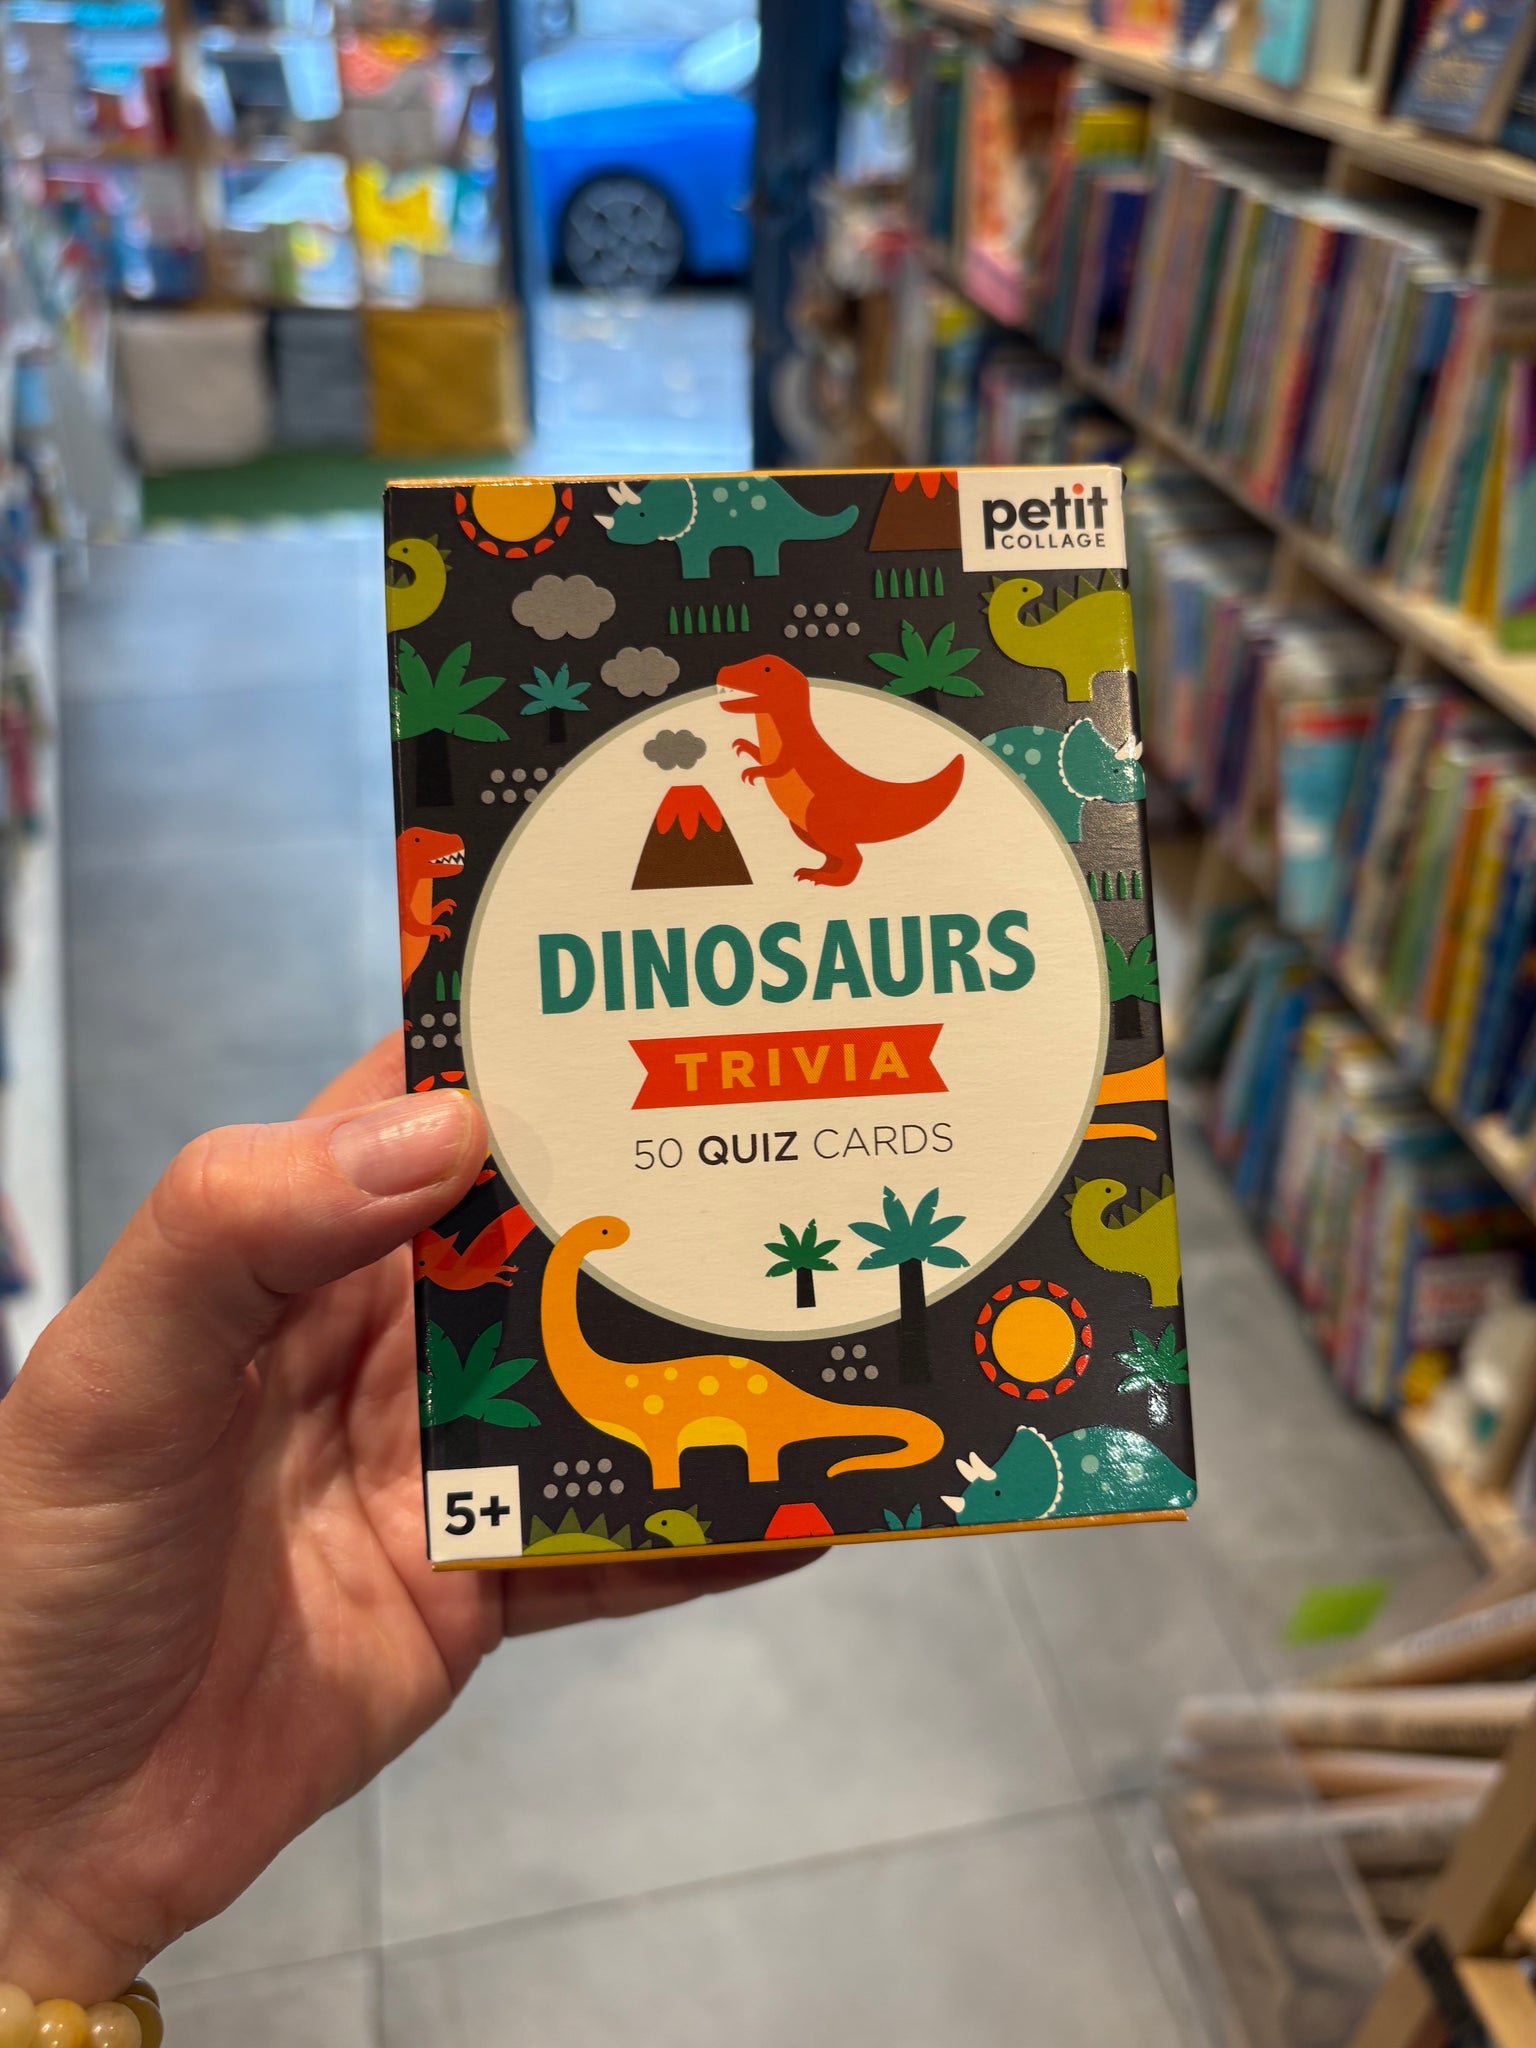 petit
COLLAGE
DINOSAURS
TRIVIA
50 QUIZ CARDS
5+